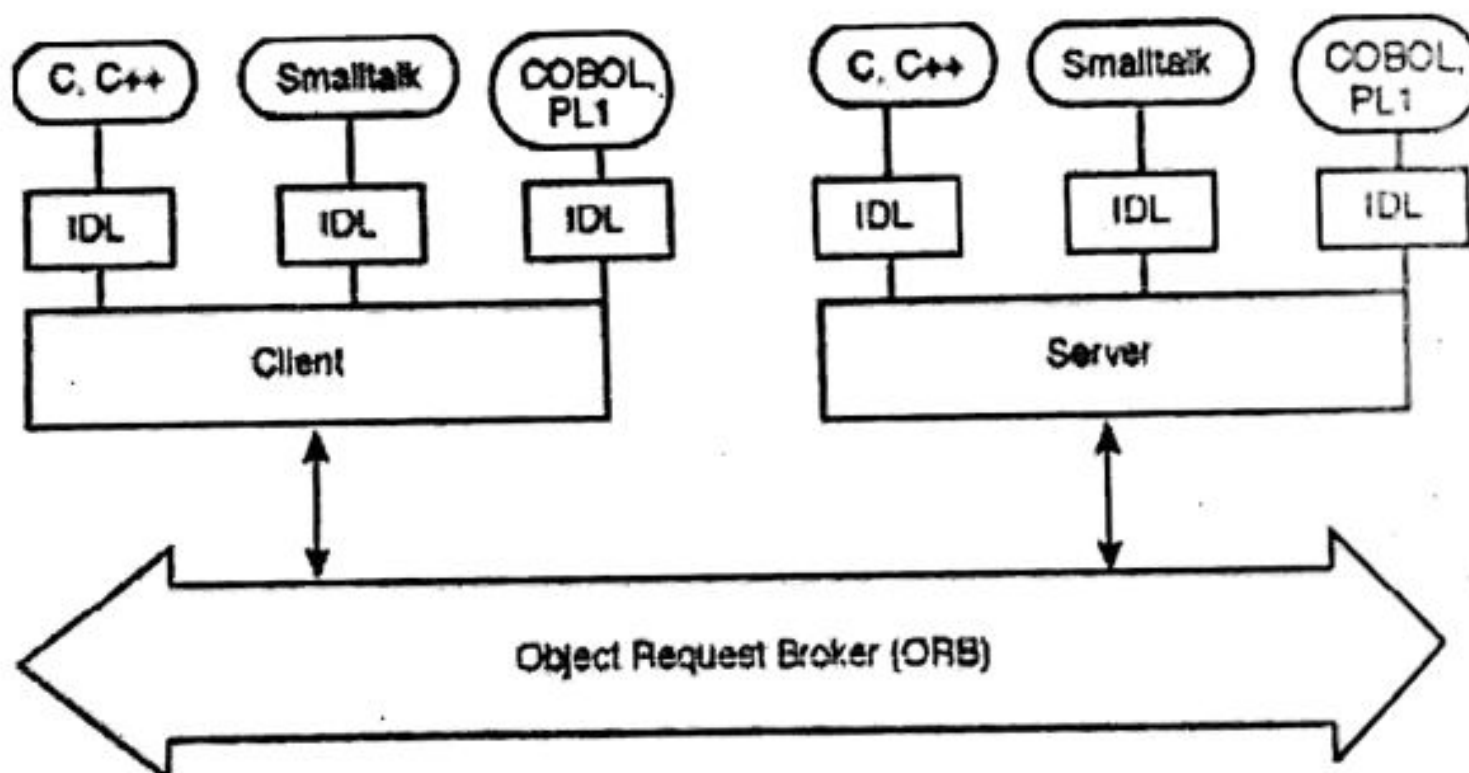 C, C++
Smalltalk
COBOL,
PL1
C, C++
Smalltalk
COBOL,
PL1
IDL
IDL
IDL
IDL
IDL
IDL
Client
Server
Object Request Broker (ORB)